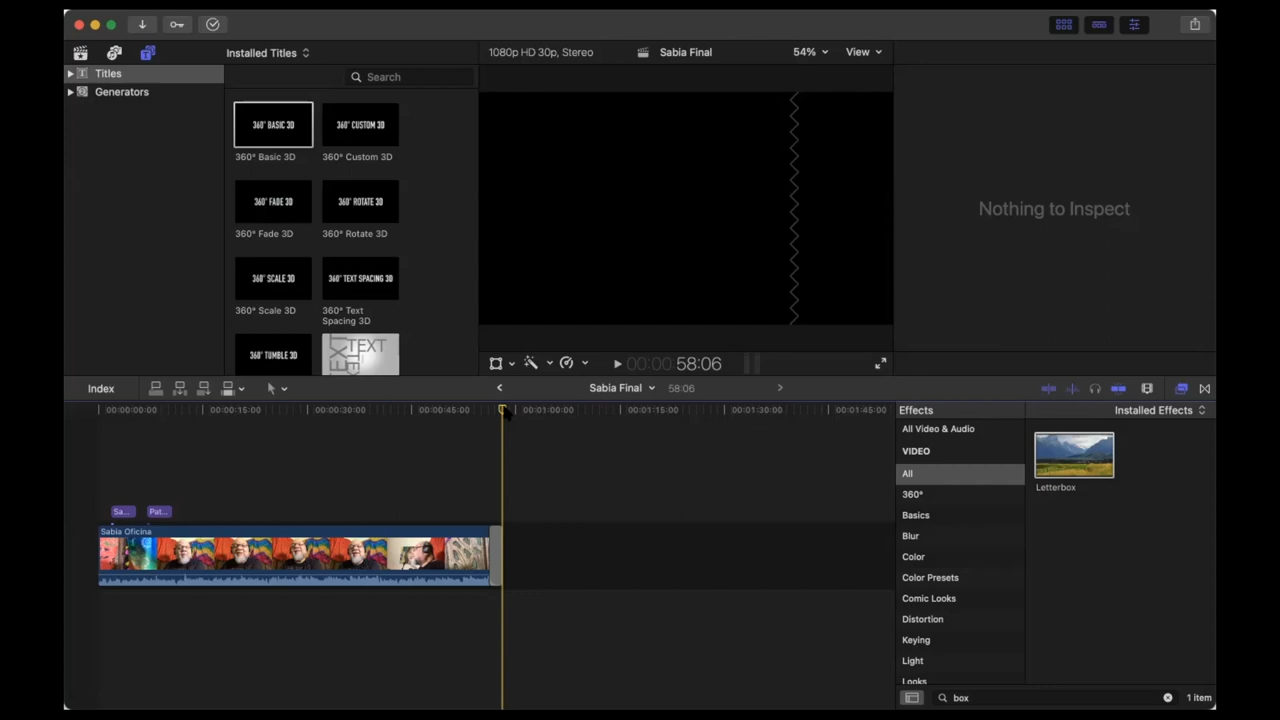 Installed Titles
1080p HD 30p, Stereo
Sabia Final
54%
View
Titles
Generators
Search
360° BASIC 3D
360° CUSTOM 3D
360° Basic 3D
360° Custom 3D
360° FADE 3D
360° ROTATE 3D
360° Fade 3D
360° Rotate 3D
360° SCALE 3D
360° TEXT SPACING 3D
360° Scale 3D
360° Text
Spacing 3D
360° TUMBLE 3D
TEXT
TEXT
Nothing to Inspect
00:00:58:06
Index
Sabia Final
58:06
00:00:00:00
00:00:15:00
00:00:30:00
00:00:45:00
00:01:00:00
00:01:15:00
00:01:30:00
00:01:45:00
Sa...
Pat...
Sabia Oficina
Effects
Installed Effects
All Video & Audio
VIDEO
All
360°
Basics
Blur
Color
Color Presets
Comic Looks
Distortion
Keying
Light
Looks
Letterbox
box
1 item